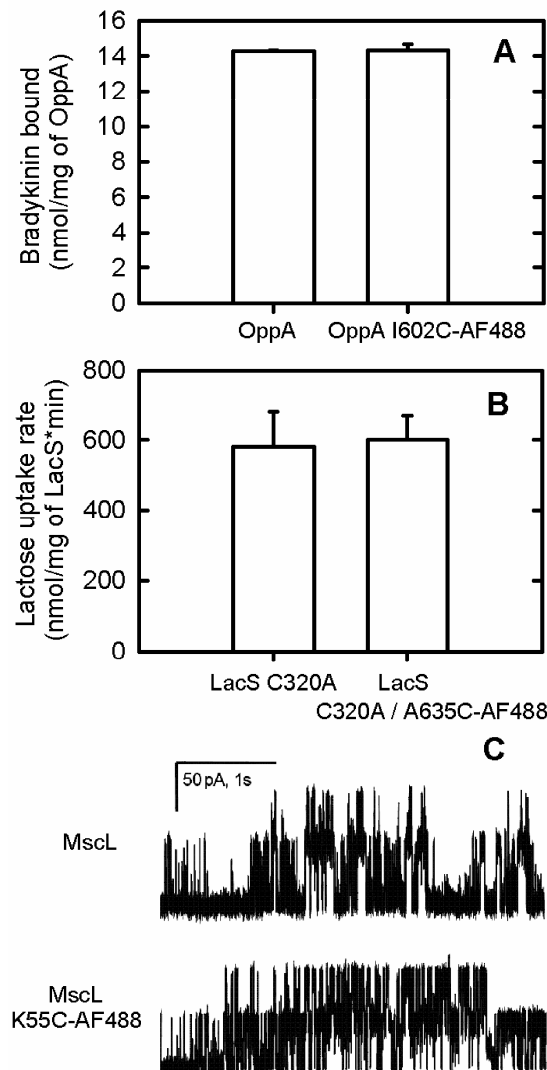 16
14
12
10
8
6
4
2
0
Bradykinin bound
(nmol/mg of OppA)
A
OppA
OppA I602C-AF488
800
600
400
200
0
Lactose uptake rate
(nmol/mg of LacS*min)
B
LacS C320A
LacS
C320A / A635C-AF488
C
50 pA, 1s
MscL
MscL
K55C-AF488